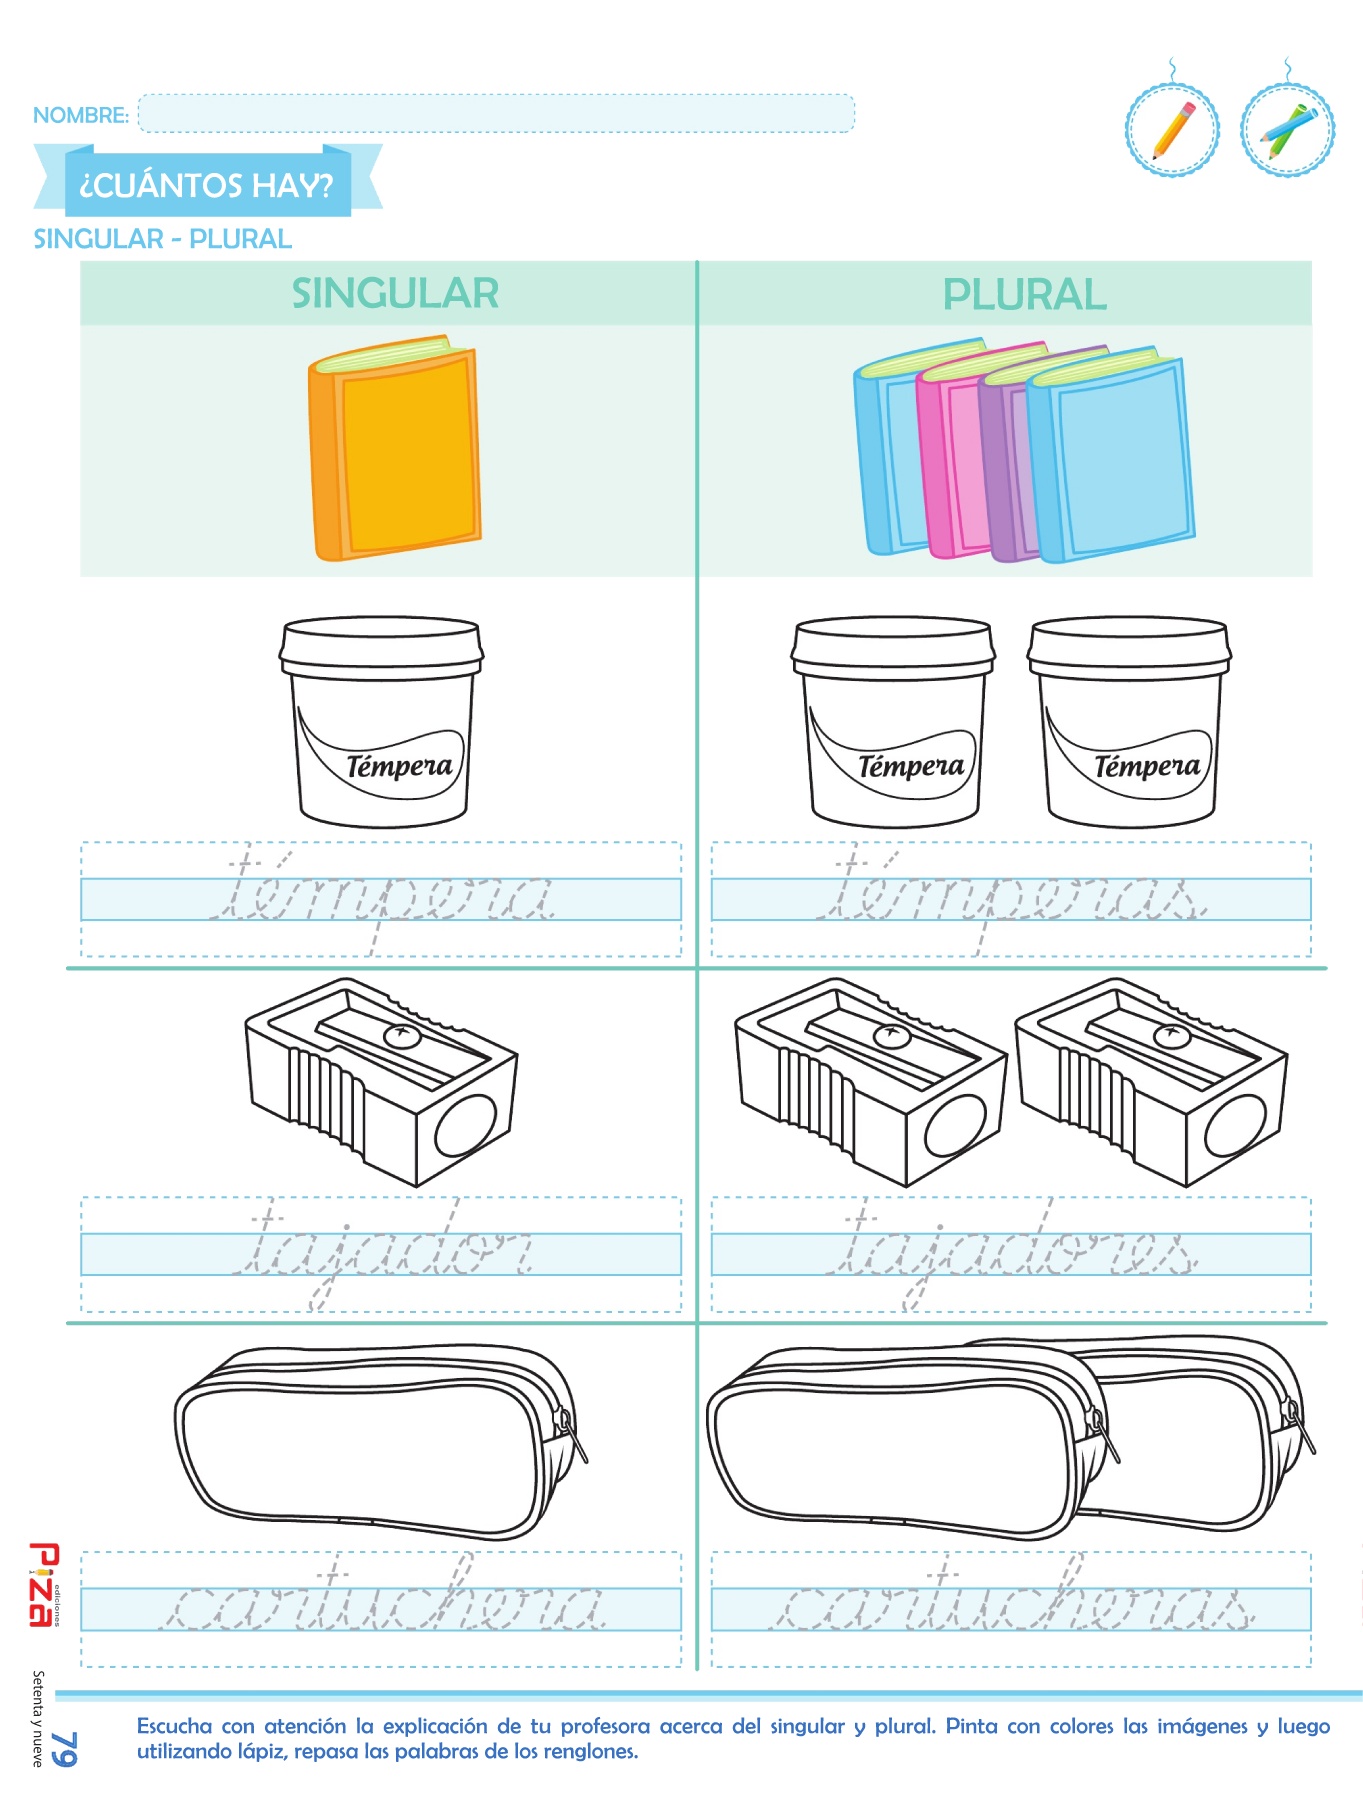 NOMBRE:
¿CUÁNTOS HAY?
SINGULAR - PLURAL
SINGULAR
PLURAL
Témpera
Témpera
Témpera
témpera
témperas
tajador
tajadores
cartuchera
cartucheras
Piza
ediciones
Setenta y nueve
79
Escucha con atención la explicación de tu profesora acerca del singular y plural. Pinta con colores las imágenes y luego
utilizando lápiz, repasa las palabras de los renglones.